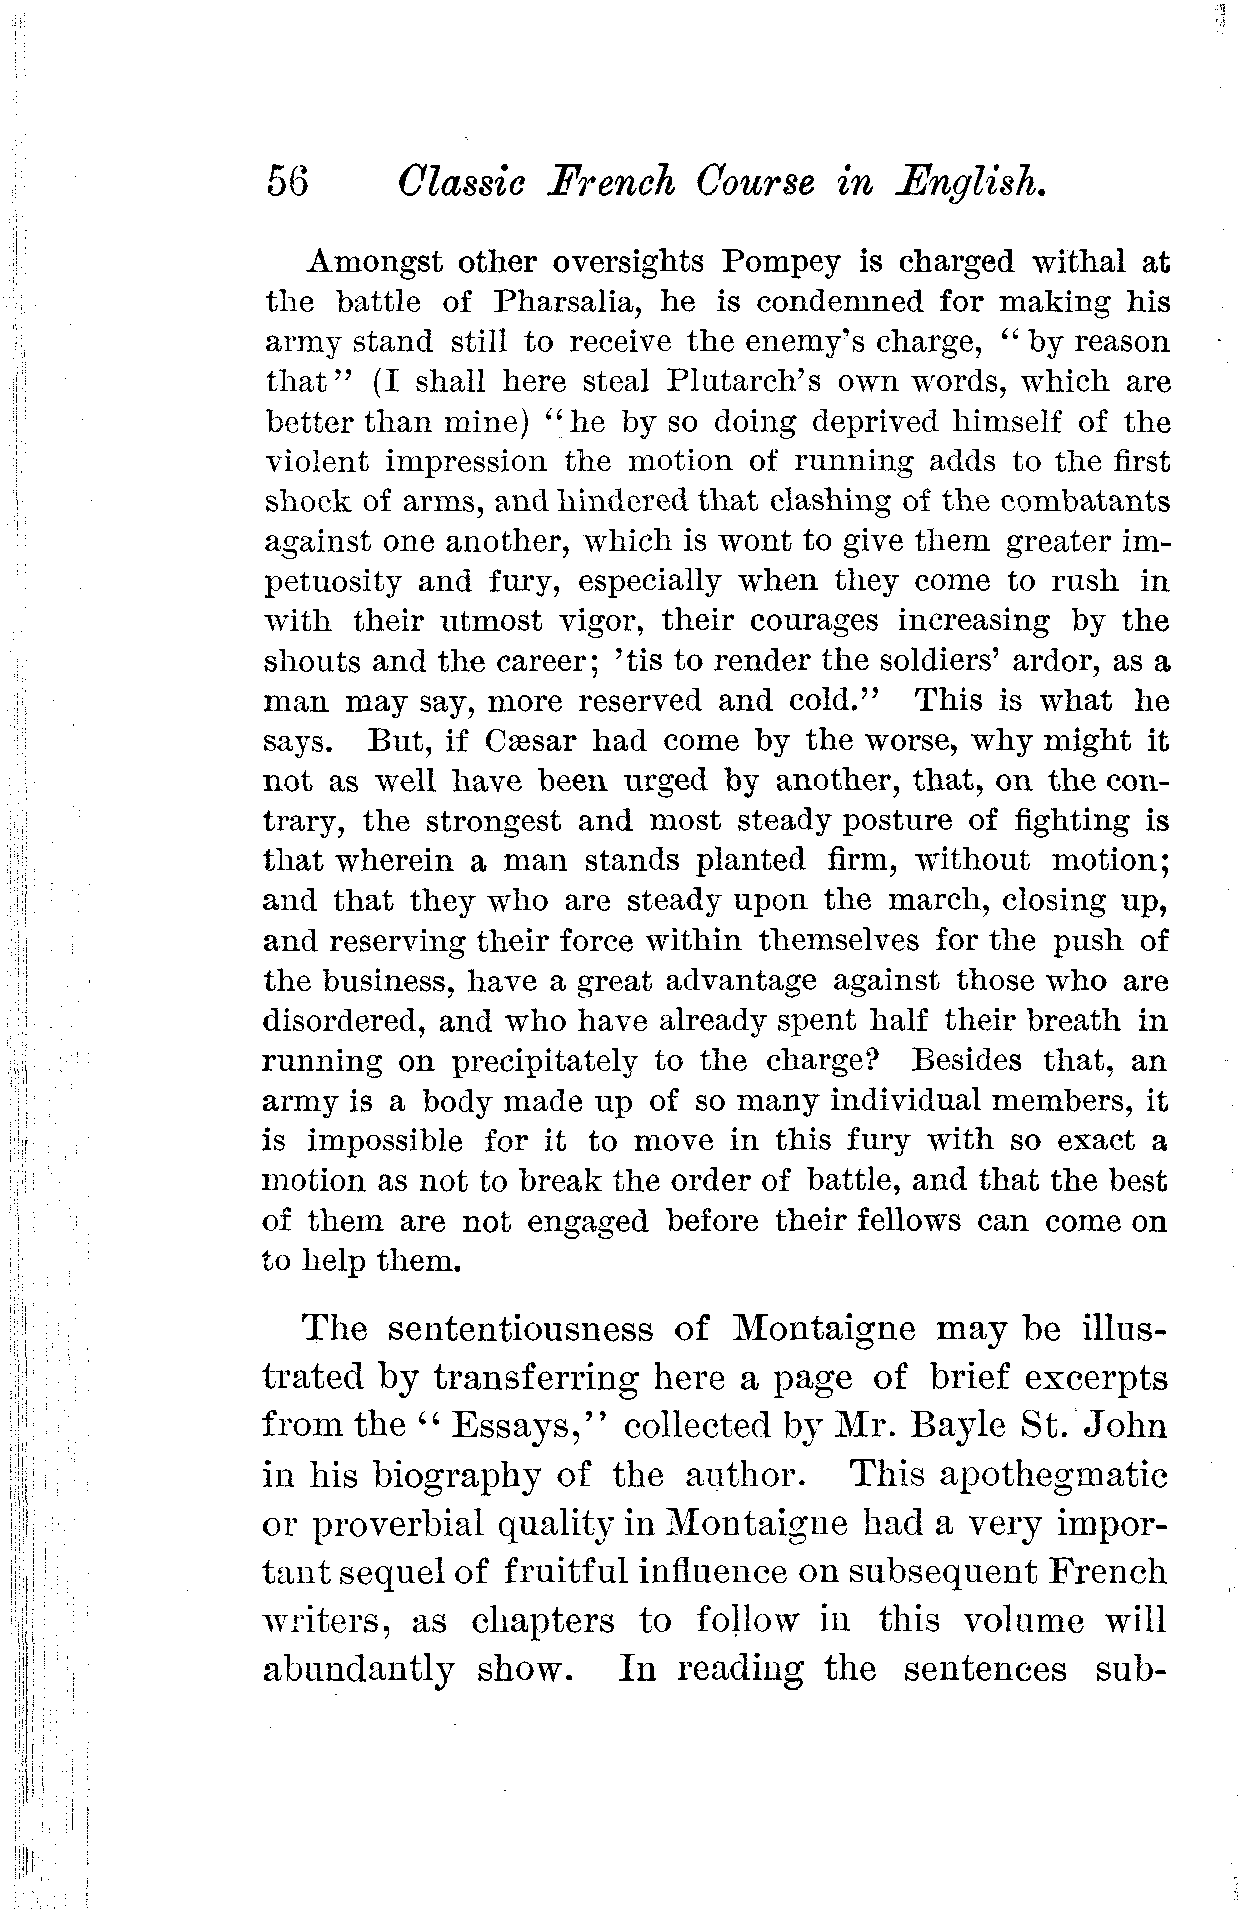 56 Classic French Course in English.
Amongst other oversights Pompey is charged withal at
the battle of Pharsalia, he is condemned for making his
army stand still to receive the enemy's charge, “by reason
that” (I shall here steal Plutarch's own words, which are
better than mine) “he by so doing deprived himself of the
violent impression the motion of running adds to the first
shock of arms, and hindered that clashing of the combatants
against one another, which is wont to give them greater im-
petuosity and fury, especially when they come to rush in
with their utmost vigor, their courages increasing by the
shouts and the career; 'tis to render the soldiers' ardor, as a
man may say, more reserved and cold.” This is what he
says. But, if Cæsar had come by the worse, why might it
not as well have been urged by another, that, on the con-
trary, the strongest and most steady posture of fighting is
that wherein a man stands planted firm, without motion;
and that they who are steady upon the march, closing up,
and reserving their force within themselves for the push of
the business, have a great advantage against those who are
disordered, and who have already spent half their breath in
running on precipitately to the charge? Besides that, an
army is a body made up of so many individual members, it
is impossible for it to move in this fury with so exact a
motion as not to break the order of battle, and that the best
of them are not engaged before their fellows can come on
to help them.
The sententiousness of Montaigne may be illus-
trated by transferring here a page of brief excerpts
from the “Essays,” collected by Mr. Bayle St. John
in his biography of the author. This apothegmatic
or proverbial quality in Montaigne had a very impor-
tant sequel of fruitful influence on subsequent French
writers, as chapters to follow in this volume will
abundantly show. In reading the sentences sub-